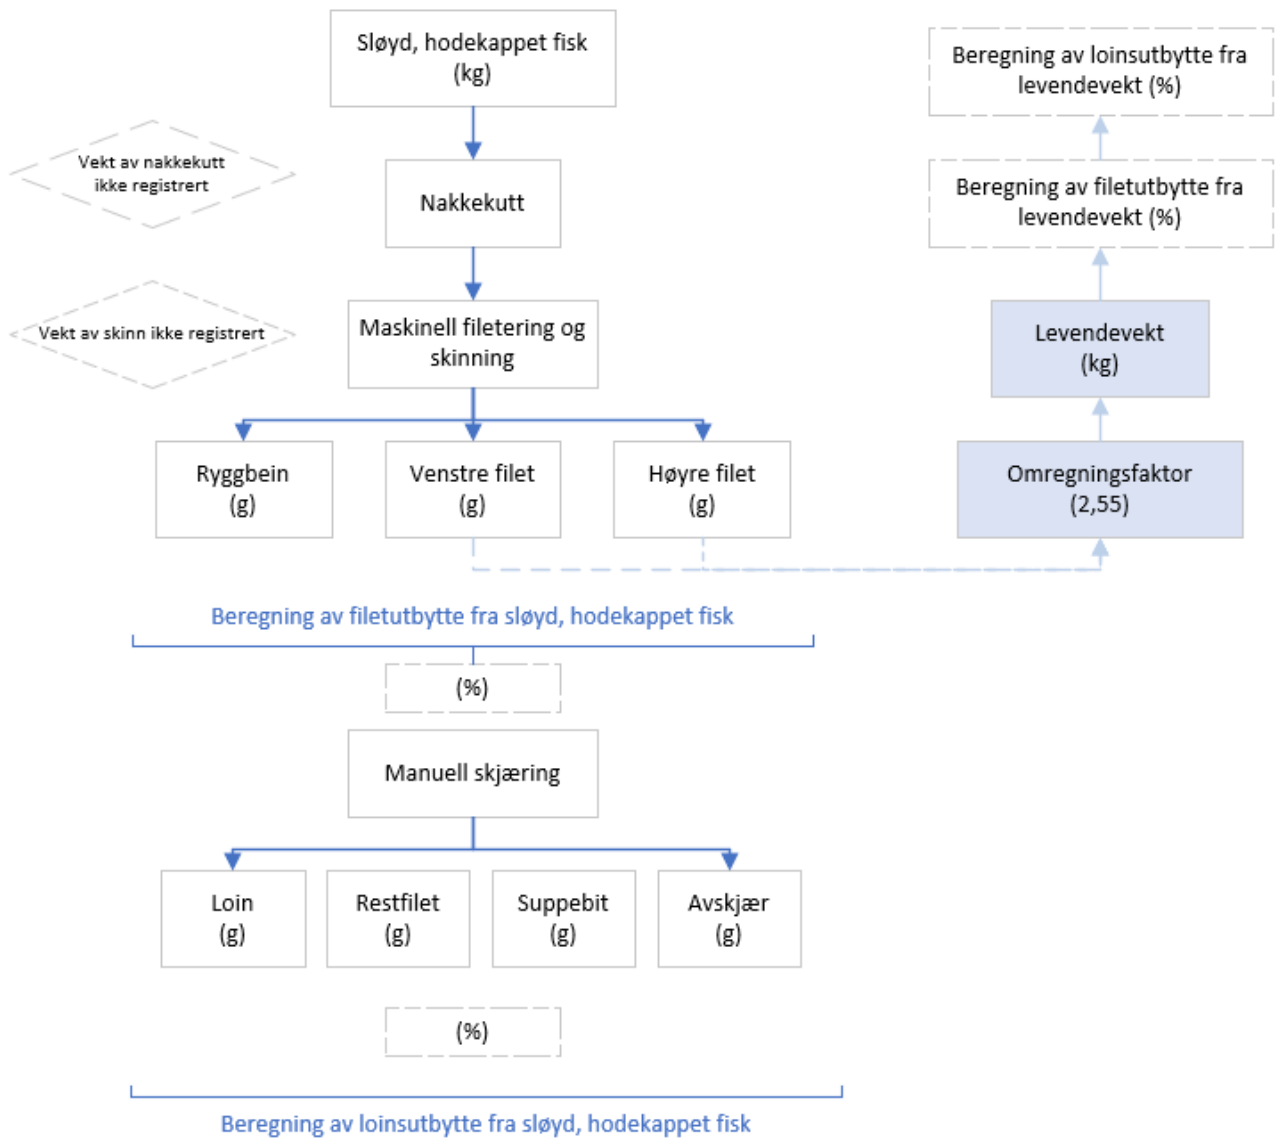 Sløyd, hodekappet fisk
(kg)
Beregning av loinsutbytte fra
levendevekt (%)
Vekt av nakkekutt
ikke registrert
Nakkekutt
Beregning av filetutbytte fra
levendevekt (%)
Vekt av skinn ikke registrert
Maskinell filetering og
skinning
Levendevekt
(kg)
Ryggbein
(g)
Venstre filet
(g)
Høyre filet
(g)
Omregningsfaktor
(2,55)
Beregning av filetutbytte fra sløyd, hodekappet fisk
(%)
Manuell skjæring
Loin
(g)
Restfilet
(g)
Suppebit
(g)
Avskjær
(g)
(%)
Beregning av loinsutbytte fra sløyd, hodekappet fisk